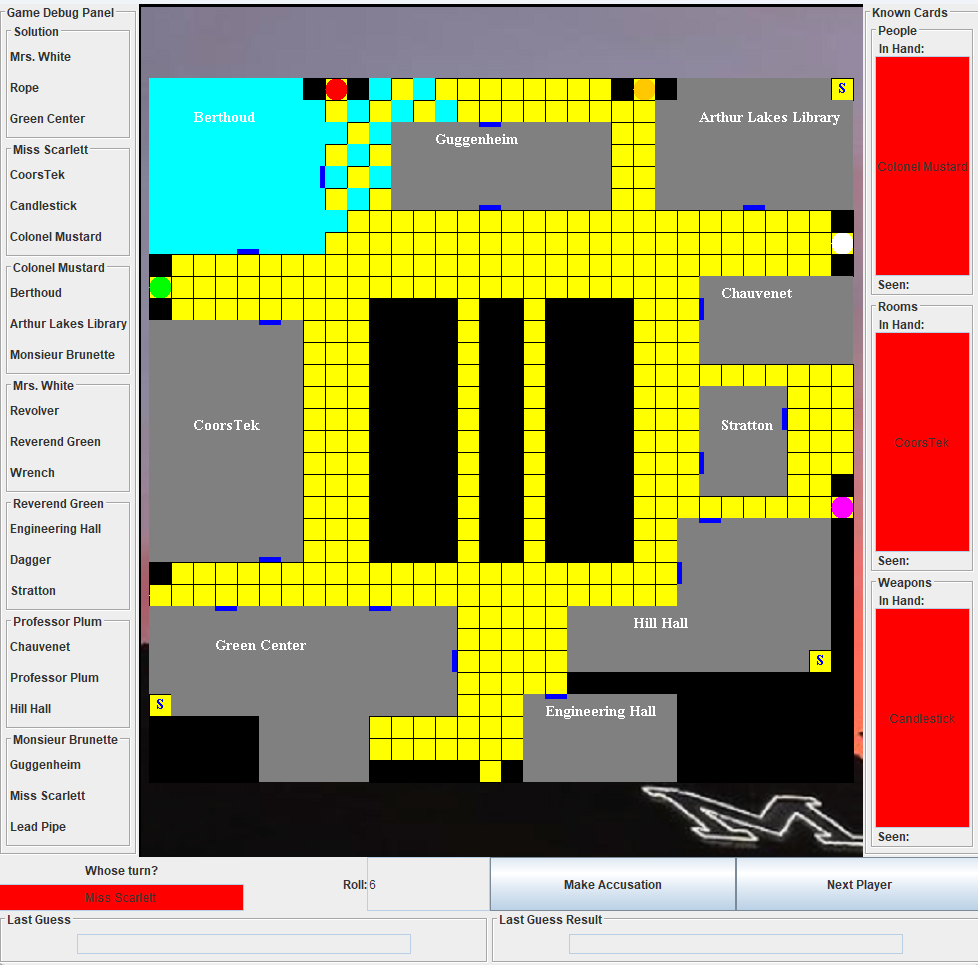 Game Debug Panel
Solution
Mrs. White
Rope
Green Center
Miss Scarlett
CoorsTek
Candlestick
Colonel Mustard
Colonel Mustard
Berthoud
Arthur Lakes Library
Monsieur Brunette
Mrs. White
Revolver
Reverend Green
Wrench
Reverend Green
Engineering Hall
Dagger
Stratton
Professor Plum
Chauvenet
Professor Plum
Hill Hall
Monsieur Brunette
Guggenheim
Miss Scarlett
Lead Pipe
S
Berthoud
Arthur Lakes Library
Guggenheim
Chauvenet
CoorsTek
Stratton
Hill Hall
Green Center
S
S
Engineering Hall
Known Cards
People
In Hand:
Colonel Mustard
Seen:
Rooms
In Hand:
CoorsTek
Seen:
Weapons
In Hand:
Candlestick
Seen:
Whose turn?
Miss Scarlett
Roll: 6
Make Accusation
Next Player
Last Guess
Last Guess Result